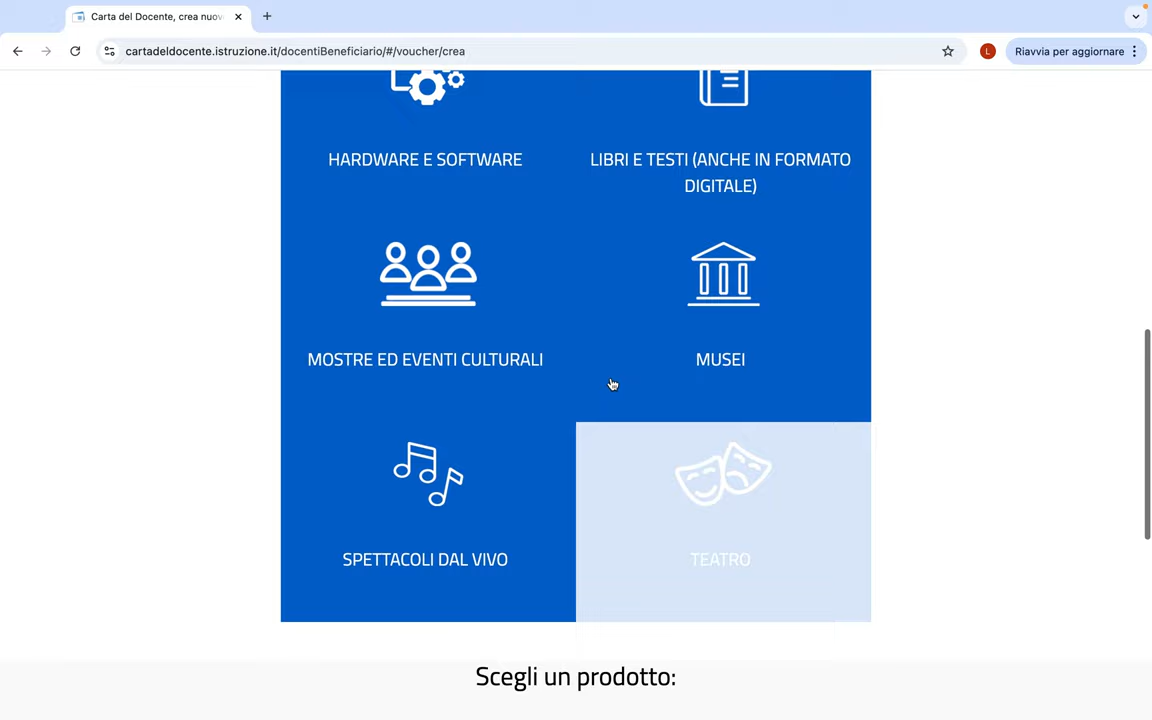 Carta del Docente, crea nuov
cartadeldocente.istruzione.it/docentiBeneficiario/#/voucher/crea
L
Riavvia per aggiornare
HARDWARE E SOFTWARE
LIBRI E TESTI (ANCHE IN FORMATO
DIGITALE)
MOSTRE ED EVENTI CULTURALI
MUSEI
SPETTACOLI DAL VIVO
TEATRO
Scegli un prodotto: